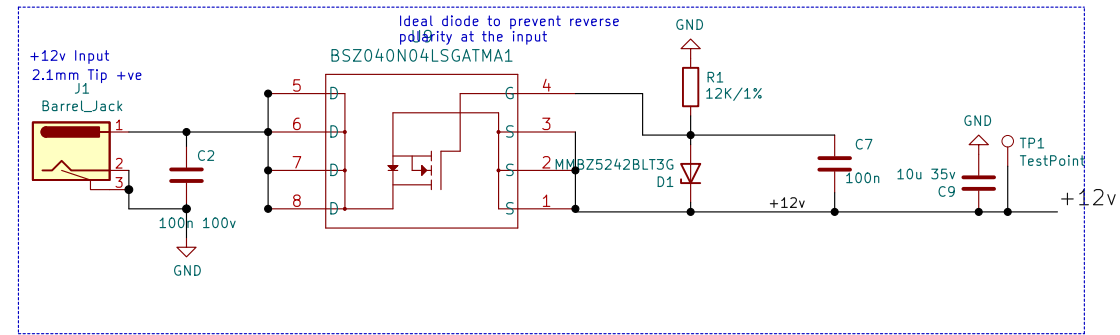 Ideal diode to prevent reverse
polarity at the input
U9
BSZ040N04LSGATMA1
+12v Input
2.1mm Tip +ve
J1
Barrel_Jack
1
2
3
C2
100n 100v
GND
5 D
6 D
7 D
8 D
G 4
S 3
S 2
S 1
GND
R1
12K/1%
MMBZ5242BLT3G
D1
C7
100n
+12v
GND
10u 35v
C9
TP1
TestPoint
+12v